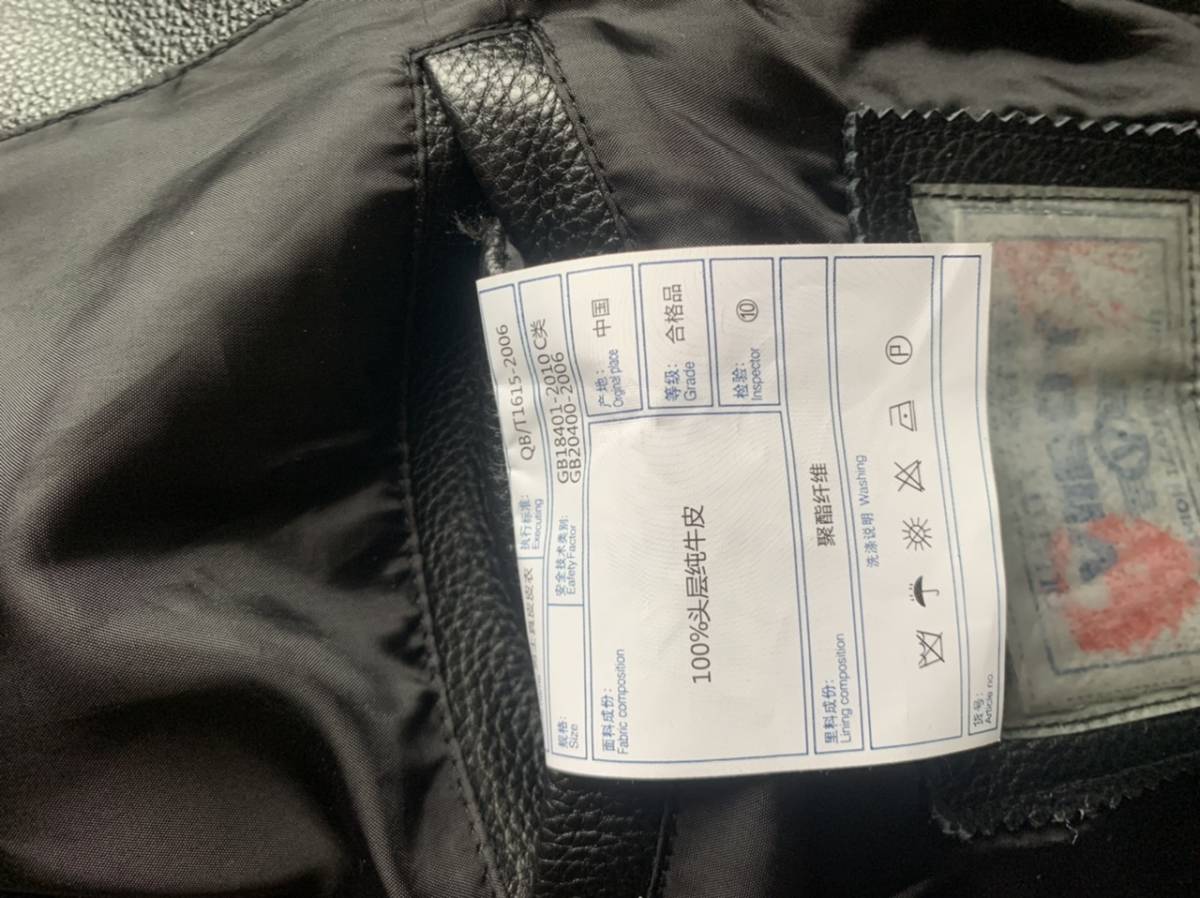 执行标准: QB/T1615-2006
Executing
规格:
Size
安全技术类别: GB18401-2010 C类
Eafety Factor GB20400-2006
面料成份:
Fabric composition
100%头层纯牛皮
产地: 中国
Original place
等级: 合格品
Grade
检验: ⑩
Inspector
里料成份: 聚酯纤维
Lining composition
洗涤说明 Washing
P
货号:
Article no.